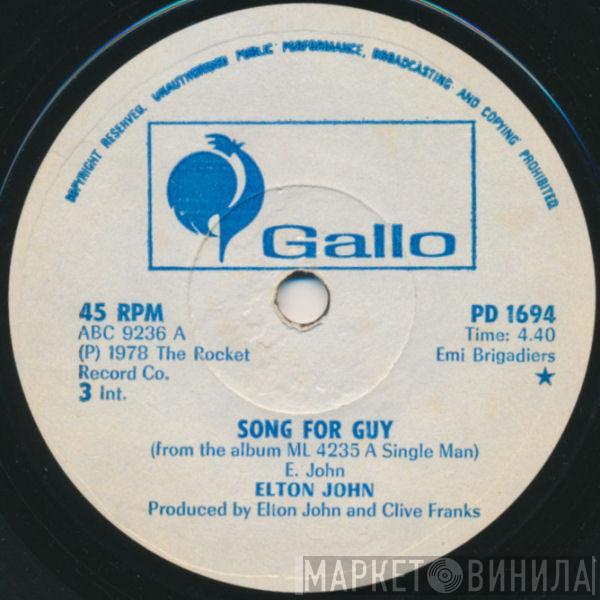 COPYRIGHT RESERVED. UNAUTHORISED PUBLIC PERFORMANCE, BROADCASTING AND COPYING PROHIBITED
Gallo
45 RPM
ABC 9236 A
(P) 1978 The Rocket
Record Co.
3 Int.
PD 1694
Time: 4.40
Emi Brigadiers
★
SONG FOR GUY
(from the album ML 4235 A Single Man)
E. John
ELTON JOHN
Produced by Elton John and Clive Franks
МАРКЕТ ВИНИЛА